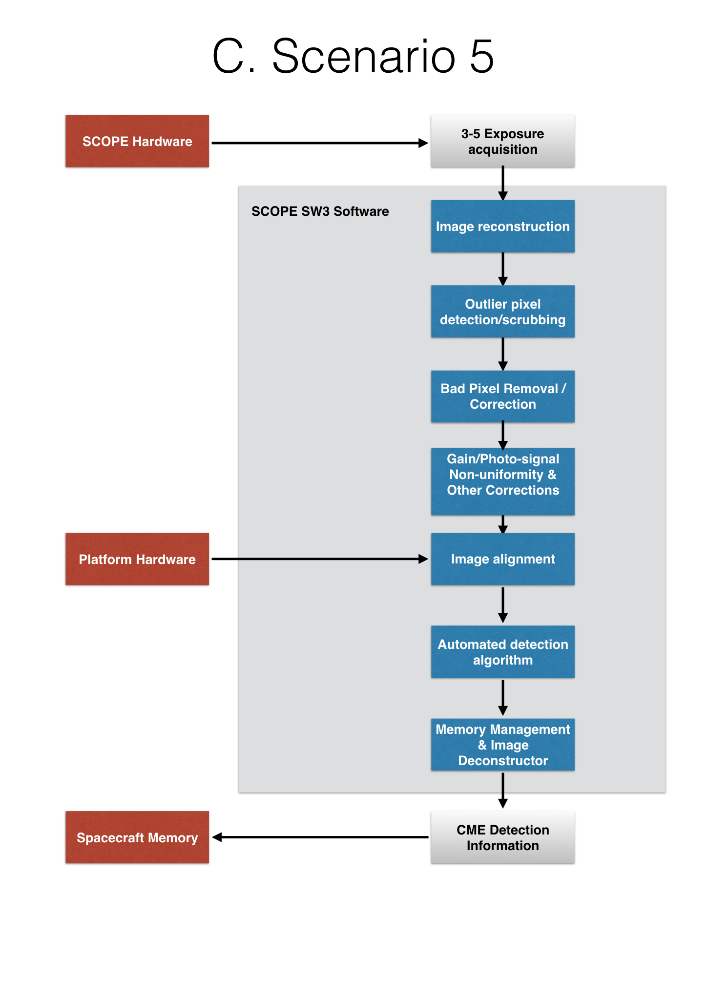 C. Scenario 5
SCOPE Hardware
3-5 Exposure
acquisition
SCOPE SW3 Software
Image reconstruction
Outlier pixel
detection/scrubbing
Bad Pixel Removal /
Correction
Gain/Photo-signal
Non-uniformity &
Other Corrections
Platform Hardware
Image alignment
Automated detection
algorithm
Memory Management
& Image
Deconstructor
Spacecraft Memory
CME Detection
Information